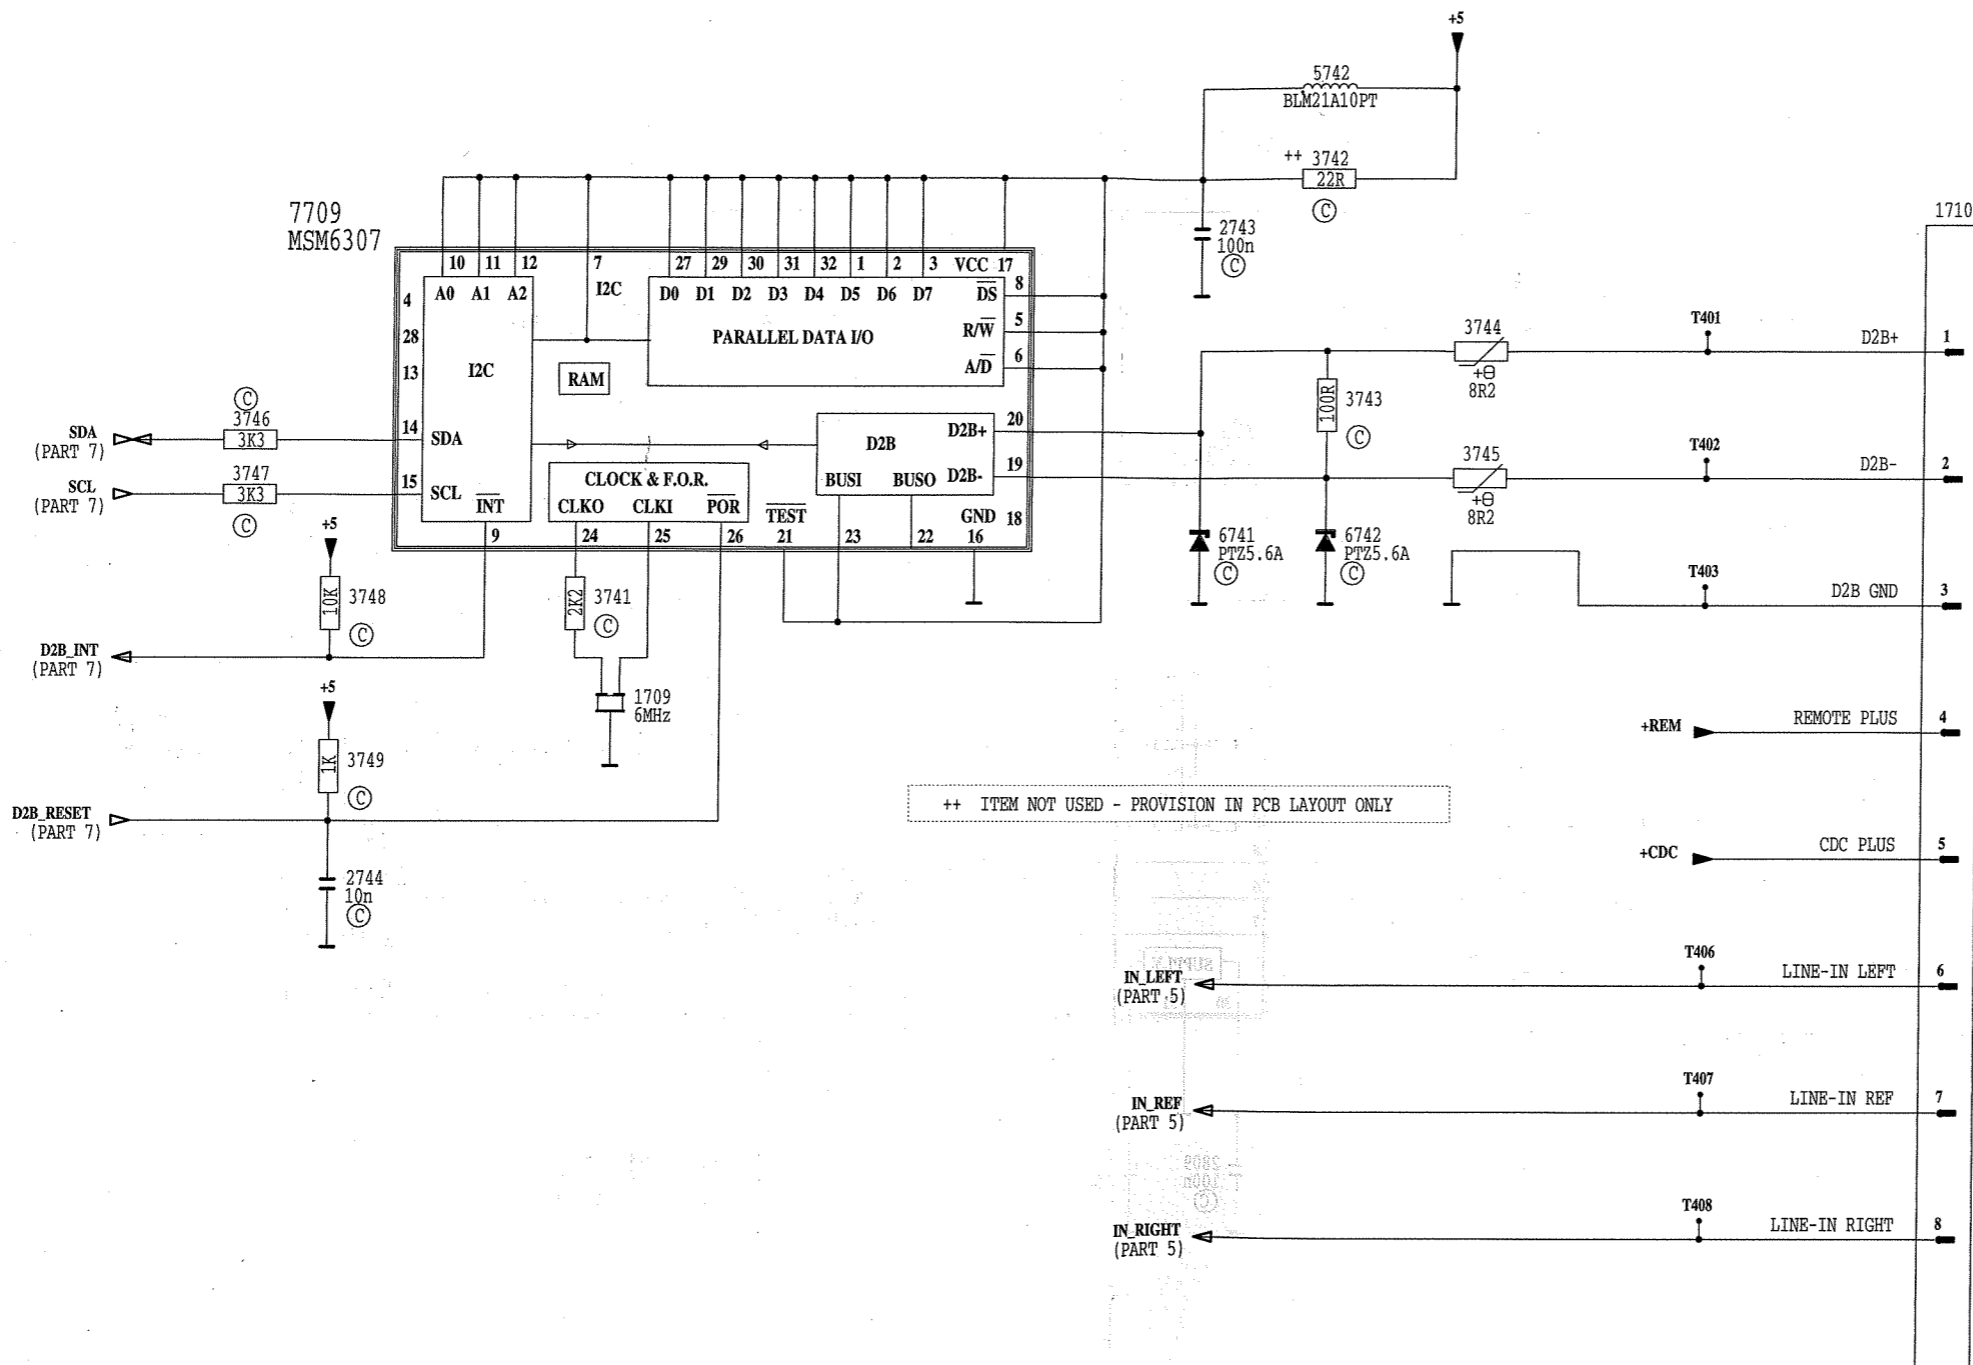 +5
5742
BLM21A10PT
++ 3742
22R
C
7709
MSM6307
2743
100n
C
1710
10 11 12 7 27 29 30 31 32 1 2 3 VCC 17
4 A0 A1 A2 I2C D0 D1 D2 D3 D4 D5 D6 D7 DS 8
28 PARALLEL DATA I/O R/W 5
13 I2C RAM A/D 6
T401
3744 D2B+ 1
+θ
8R2
100R 3743
C
C
3746
SDA 3K3 14 SDA
(PART 7)
D2B D2B+ 20
T402
3745 D2B- 2
+θ
8R2
3747
SCL 3K3 15 SCL
(PART 7)
C
CLOCK & F.O.R. BUSI BUSO D2B- 19
INT CLKO CLKI POR TEST GND 18
9 24 25 26 21 23 22 16
6741
PTZ5.6A
C
6742
PTZ5.6A
C
T403
D2B GND 3
+5
10K 3748
C
2K2 3741
C
D2B_INT
(PART 7)
1709
6MHz
+5
1K 3749
C
+REM REMOTE PLUS 4
++ ITEM NOT USED - PROVISION IN PCB LAYOUT ONLY
D2B_RESET
(PART 7)
+CDC CDC PLUS 5
2744
10n
C
T406
IN_LEFT LINE-IN LEFT 6
(PART 5)
T407
IN_REF LINE-IN REF 7
(PART 5)
T408
IN_RIGHT LINE-IN RIGHT 8
(PART 5)